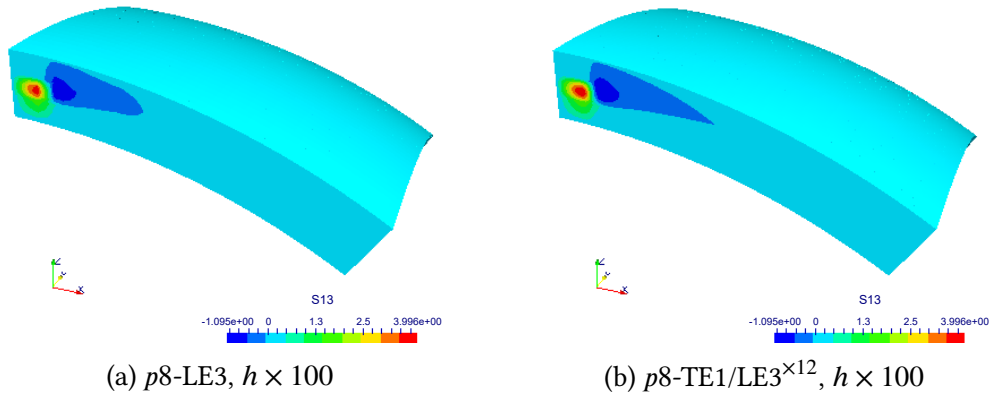 S13
-1.095e+00 0 1.3 2.5 3.996e+00
(a) p8-LE3, h × 100
S13
-1.095e+00 0 1.3 2.5 3.996e+00
(b) p8-TE1/LE3×12, h × 100